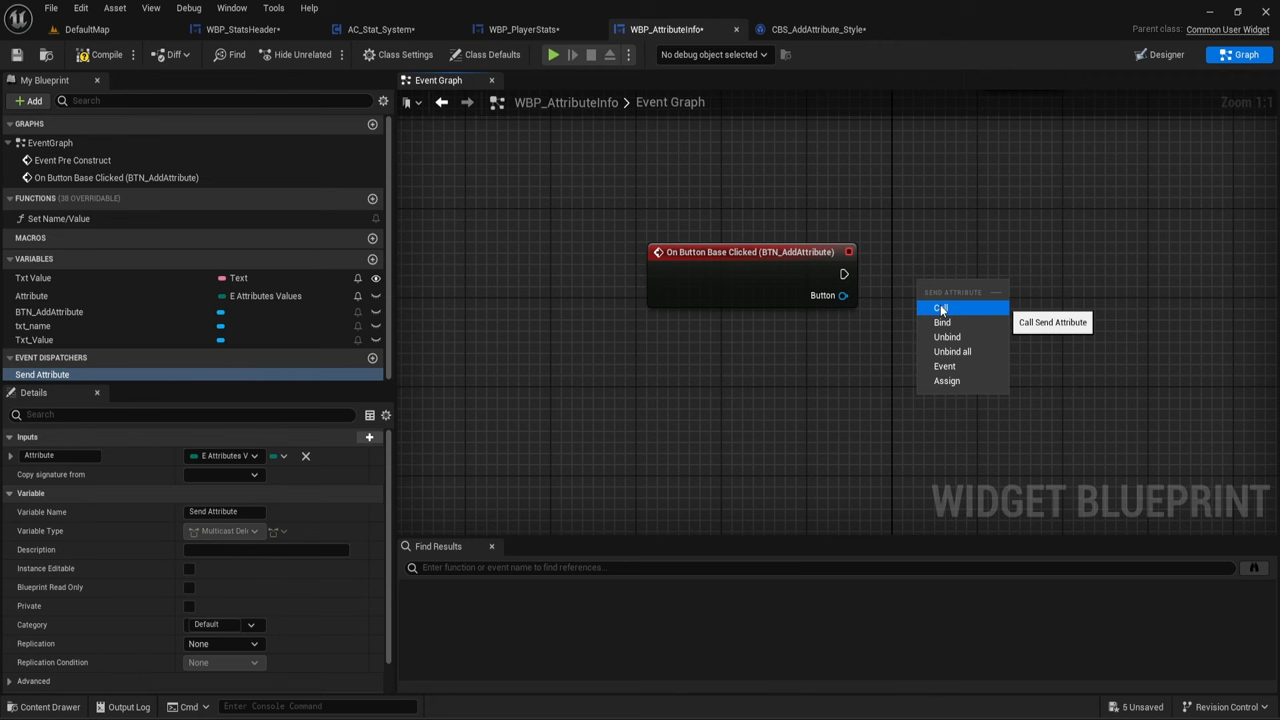 File Edit Asset View Debug Window Tools Help
DefaultMap WBP_StatsHeader• AC_Stat_System• WBP_PlayerStats• WBP_AttributeInfo• CBS_AddAttribute_Style• Parent class: Common User Widget
Compile Diff Find Hide Unrelated Class Settings Class Defaults No debug object selected Designer Graph
My Blueprint Event Graph
Add Search WBP_AttributeInfo > Event Graph Zoom 1:1
GRAPHS
EventGraph
Event Pre Construct
On Button Base Clicked (BTN_AddAttribute)
FUNCTIONS (38 OVERRIDABLE)
Set Name/Value
MACROS
VARIABLES
Txt Value Text
Attribute E Attributes Values
BTN_AddAttribute
txt_name
Txt_Value
EVENT DISPATCHERS
Send Attribute
On Button Base Clicked (BTN_AddAttribute)
Button
SEND ATTRIBUTE
Call
Bind
Unbind
Unbind all
Event
Assign
Call Send Attribute
WIDGET BLUEPRINT
Details
Search
Inputs
Attribute E Attributes V
Copy signature from
Variable
Variable Name Send Attribute
Variable Type Multicast Del
Description
Instance Editable
Blueprint Read Only
Private
Category Default
Replication None
Replication Condition None
Advanced
Find Results
Enter function or event name to find references...
Content Drawer Output Log Cmd Enter Console Command 5 Unsaved Revision Control